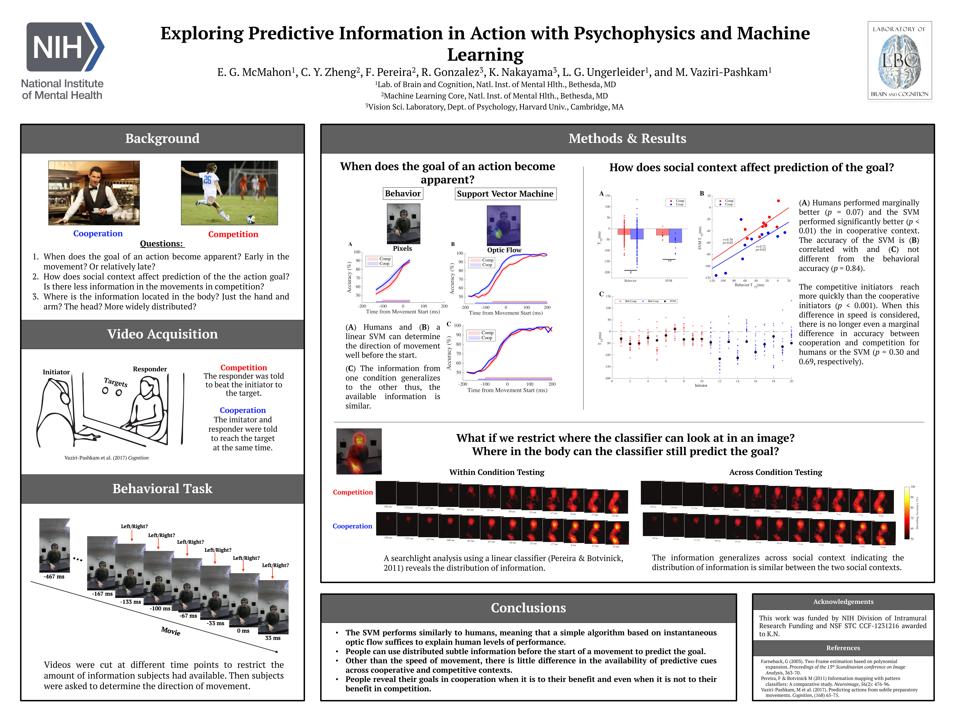 NIH
National Institute
of Mental Health
Exploring Predictive Information in Action with Psychophysics and Machine
Learning
E. G. McMahon1, C. Y. Zheng2, F. Pereira2, R. Gonzalez3, K. Nakayama3, L. G. Ungerleider1, and M. Vaziri-Pashkam1
1Lab. of Brain and Cognition, Natl. Inst. of Mental Hlth., Bethesda, MD
2Machine Learning Core, Natl. Inst. of Mental Hlth., Bethesda, MD
3Vision Sci. Laboratory, Dept. of Psychology, Harvard Univ., Cambridge, MA
LABORATORY OF
LBC
BRAIN AND COGNITION
Background
Cooperation
Competition
Questions:
1. When does the goal of an action become apparent? Early in the
movement? Or relatively late?
2. How does social context affect prediction of the the action goal?
Is there less information in the movements in competition?
3. Where is the information located in the body? Just the hand and
arm? The head? More widely distributed?
Video Acquisition
Initiator
Responder
Targets
Competition
The responder was told
to beat the initiator to
the target.
Cooperation
The imitator and
responder were told
to reach the target
at the same time.
Vaziri-Pashkam et al. (2017) Cognition
Behavioral Task
Left/Right?
Left/Right?
Left/Right?
Left/Right?
Left/Right?
Left/Right?
-467 ms
-167 ms
-133 ms
-100 ms
-67 ms
-33 ms
0 ms
33 ms
Movie
Videos were cut at different time points to restrict the
amount of information subjects had available. Then subjects
were asked to determine the direction of movement.
Methods & Results
When does the goal of an action become
apparent?
Behavior
Support Vector Machine
Pixels
Optic Flow
A
B
Comp
Coop
Comp
Coop
Accuracy (%)
Accuracy (%)
Time from Movement Start (ms)
Time from Movement Start (ms)
(A) Humans and (B) a
linear SVM can determine
the direction of movement
well before the start.
(C) The information from
one condition generalizes
to the other thus, the
available information is
similar.
C
Comp
Coop
Accuracy (%)
Time from Movement Start (ms)
How does social context affect prediction of the goal?
A
Comp
Coop
Behavior
SVM
B
Comp
Coop
C
Initiator
(A) Humans performed marginally
better (p = 0.07) and the SVM
performed significantly better (p <
0.01) the in cooperative context.
The accuracy of the SVM is (B)
correlated with and (C) not
different from the behavioral
accuracy (p = 0.84).
The competitive initiators reach
more quickly than the cooperative
initiators (p < 0.001). When this
difference in speed is considered,
there is no longer even a marginal
difference in accuracy between
cooperation and competition for
humans or the SVM (p = 0.30 and
0.69, respectively).
What if we restrict where the classifier can look at in an image?
Where in the body can the classifier still predict the goal?
Within Condition Testing
Across Condition Testing
Competition
Cooperation
A searchlight analysis using a linear classifier (Pereira & Botvinick,
2011) reveals the distribution of information.
The information generalizes across social context indicating the
distribution of information is similar between the two social contexts.
Conclusions
• The SVM performs similarly to humans, meaning that a simple algorithm based on instantaneous
optic flow suffices to explain human levels of performance.
• People can use distributed subtle information before the start of a movement to predict the goal.
• Other than the speed of movement, there is little difference in the availability of predictive cues
across cooperative and competitive contexts.
• People reveal their goals in cooperation when it is to their benefit and even when it is not to their
benefit in competition.
Acknowledgements
This work was funded by NIH Division of Intramural
Research Funding and NSF STC CCF-1231216 awarded
to K.N.
References
Farneback, G (2003). Two-Frame estimation based on polynomial
expansion. Proceedings of the 13th Scandinavian conference on Image
Analysis, 363-70.
Pereira, F & Botvinick M (2011) Information mapping with pattern
classifiers: A comparative study. Neuroimage, 56(2): 476-96.
Vaziri-Pashkam, M et al. (2017). Predicting actions from subtle preparatory
movements. Cognition, (168) 65-75.